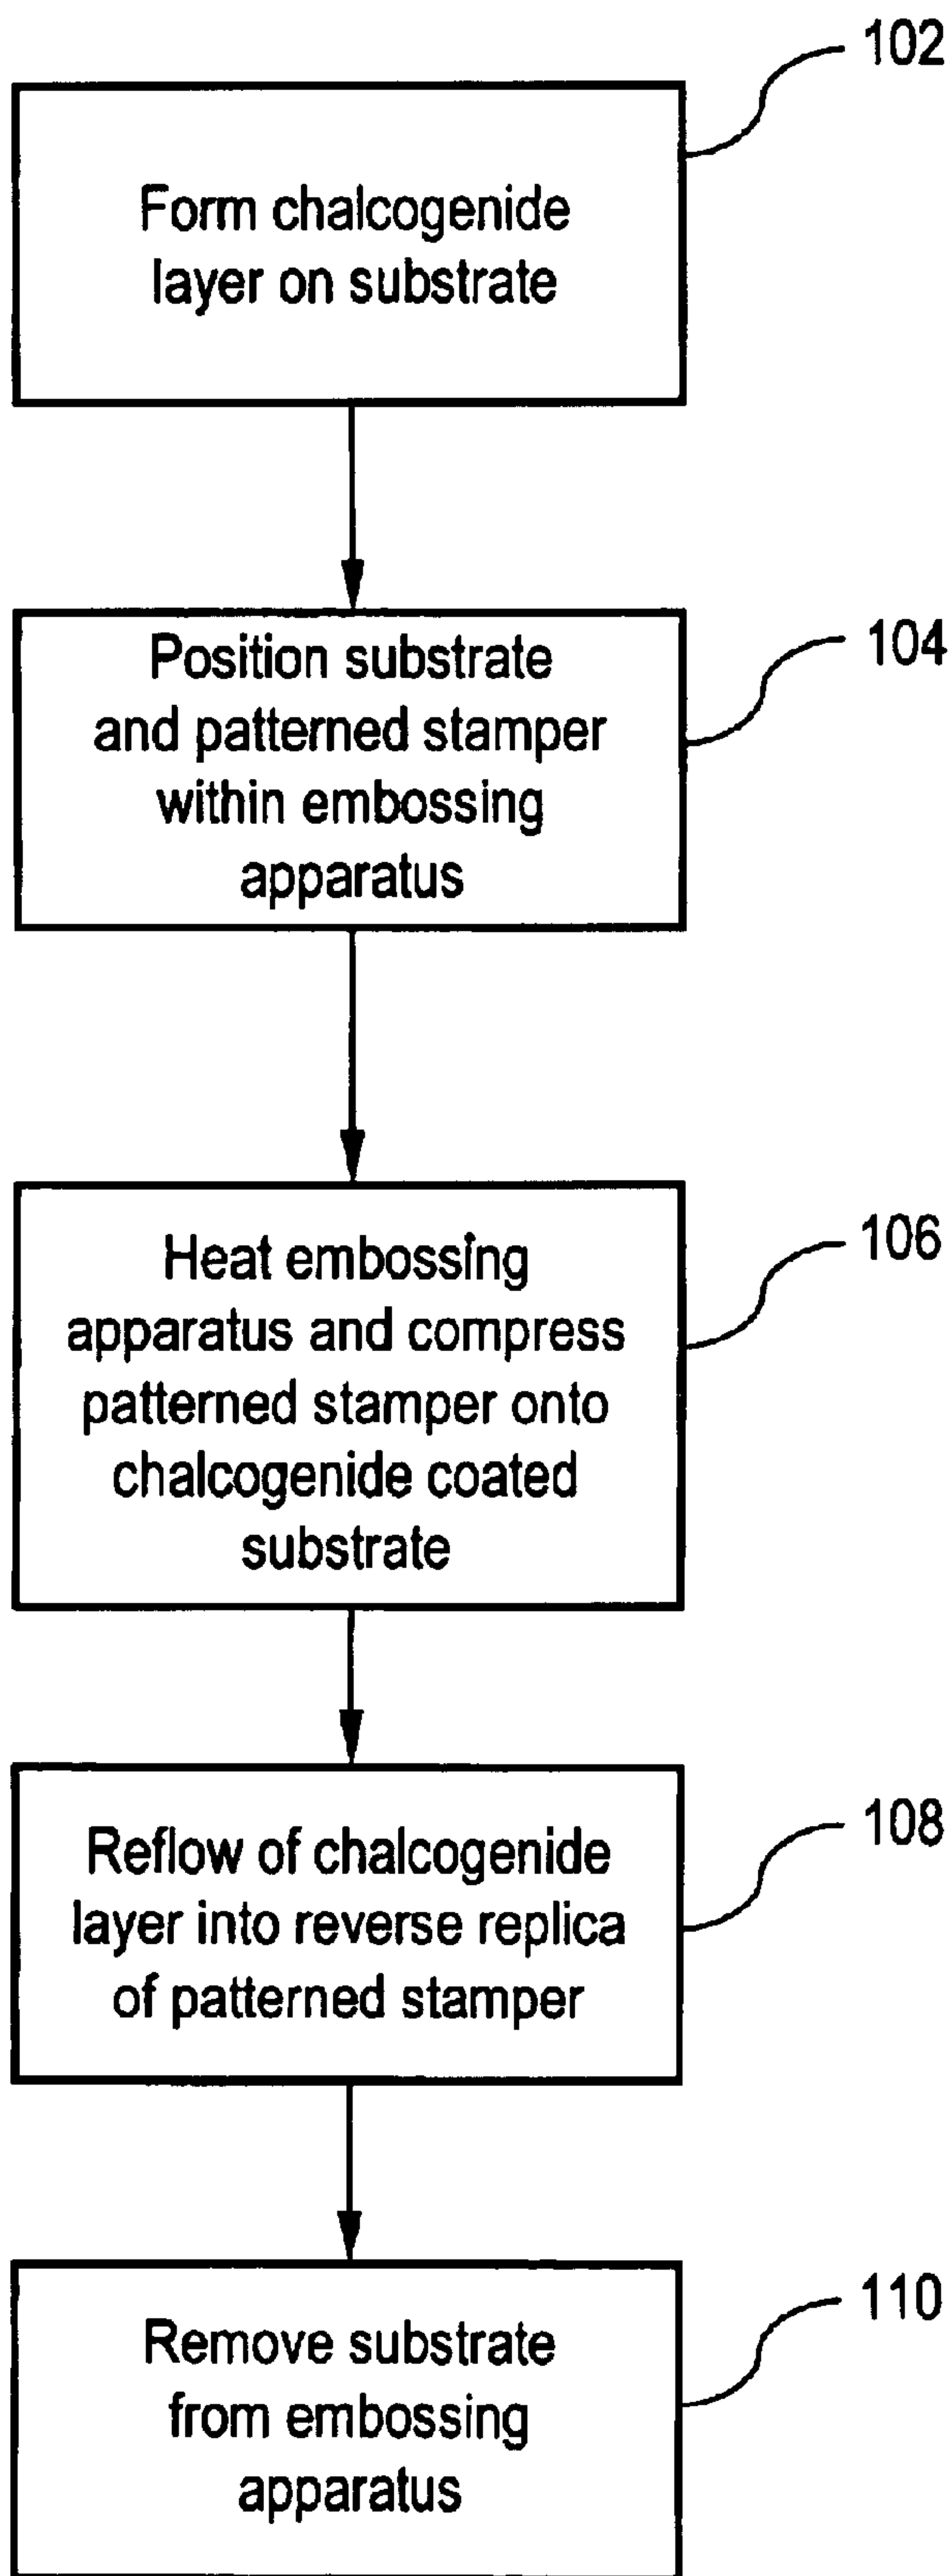 102
Form chalcogenide
layer on substrate
104
Position substrate
and patterned stamper
within embossing
apparatus
106
Heat embossing
apparatus and compress
patterned stamper onto
chalcogenide coated
substrate
108
Reflow of chalcogenide
layer into reverse replica
of patterned stamper
110
Remove substrate
from embossing
apparatus